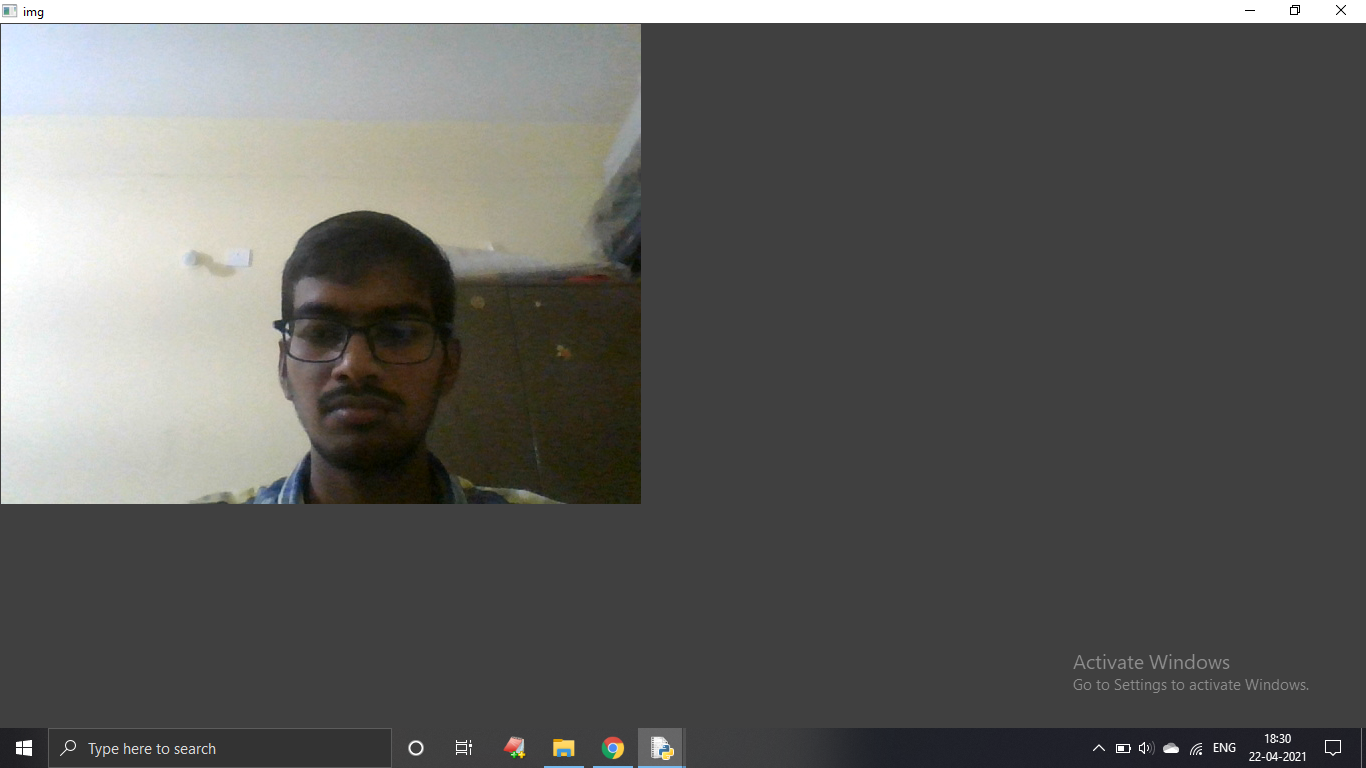 img
Activate Windows
Go to Settings to activate Windows.
Type here to search
ENG
18:30
22-04-2021